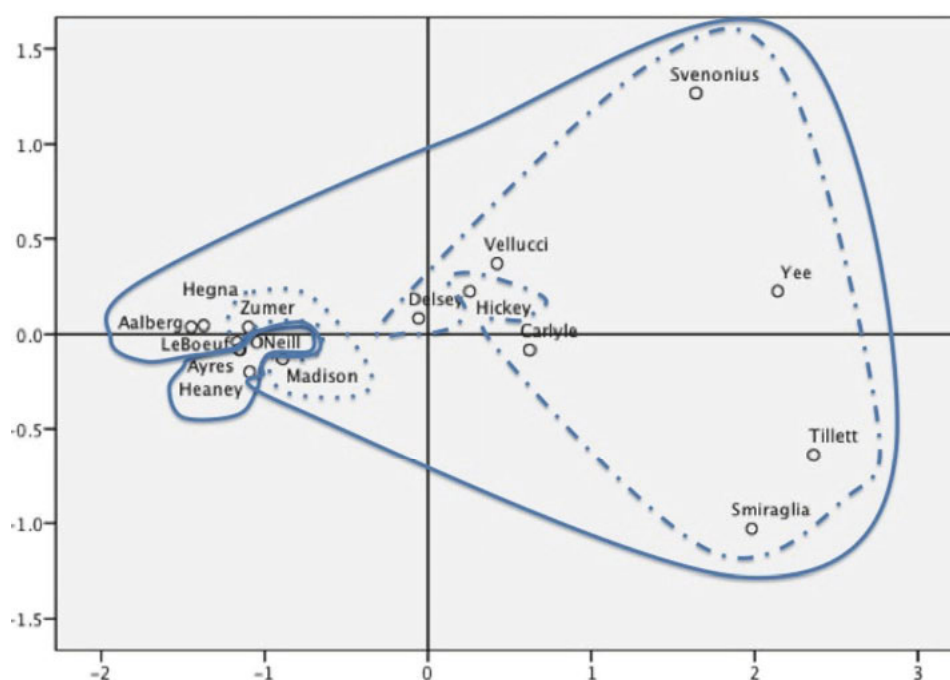 1.5
Svenonius
1.0
0.5
Vellucci
Yee
Hegna
Delsey
Hickey
Zumer
Aalberg
0.0
Carlyle
LeBoeuf
Neill
Ayres
Madison
Heaney
Tillett
-0.5
Smiraglia
-1.0
-1.5
-2
-1
0
1
2
3